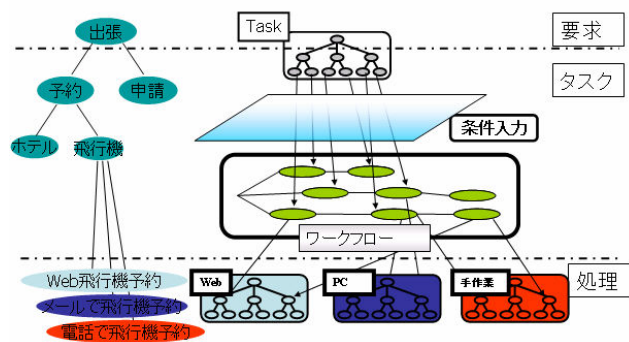 出張
Task
要求
予約
申請
タスク
条件入力
ホテル
飛行機
ワークフロー
処理
Web飛行機予約
Web
PC
手作業
メールで飛行機予約
電話で飛行機予約